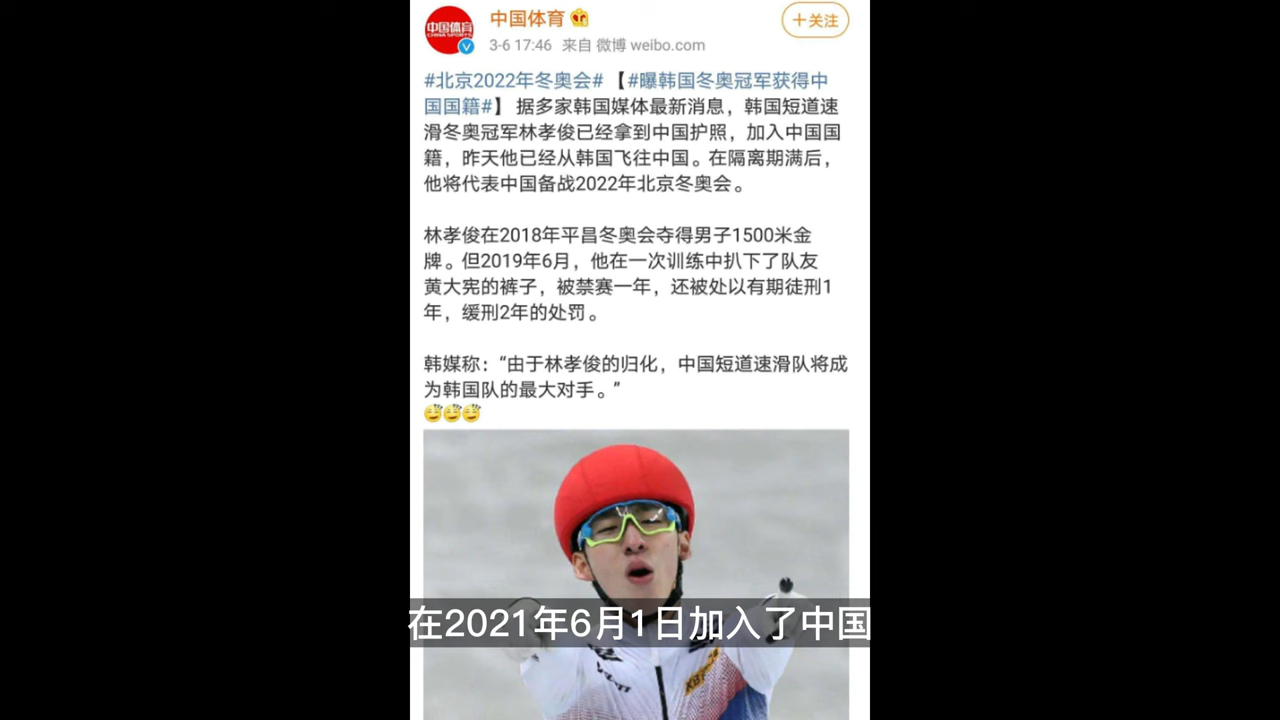 中国体育
CHINA SPORTS
中国体育
+关注
3-6 17:46 来自 微博 weibo.com
#北京2022年冬奥会# 【#曝韩国冬奥冠军获得中
国国籍#】 据多家韩国媒体最新消息，韩国短道速
滑冬奥冠军林孝俊已经拿到中国护照，加入中国国
籍，昨天他已经从韩国飞往中国。在隔离期满后，
他将代表中国备战2022年北京冬奥会。
林孝俊在2018年平昌冬奥会夺得男子1500米金
牌。但2019年6月，他在一次训练中扒下了队友
黄大宪的裤子，被禁赛一年，还被处以有期徒刑1
年，缓刑2年的处罚。
韩媒称：“由于林孝俊的归化，中国短道速滑队将成
为韩国队的最大对手。”
在2021年6月1日加入了中国